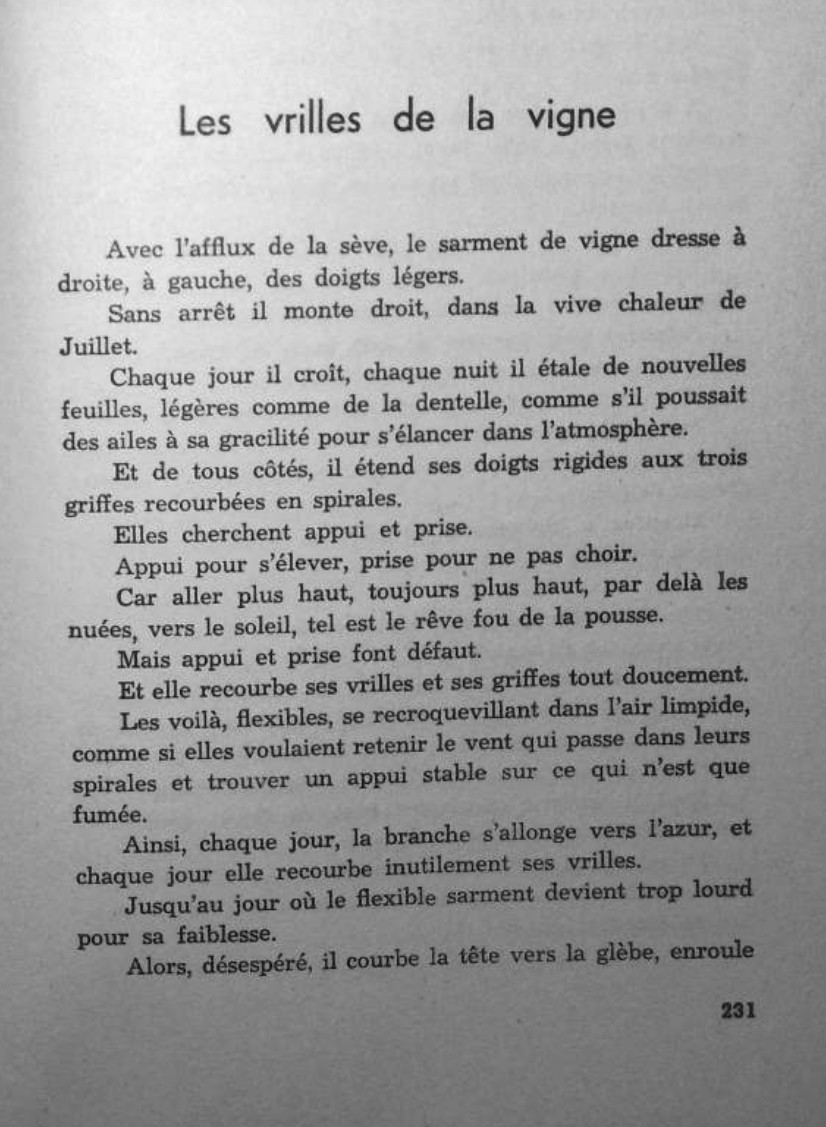 Les vrilles de la vigne
Avec l'afflux de la sève, le sarment de vigne dresse à
droite, à gauche, des doigts légers.
Sans arrêt il monte droit, dans la vive chaleur de
Juillet.
Chaque jour il croît, chaque nuit il étale de nouvelles
feuilles, légères comme de la dentelle, comme s'il poussait
des ailes à sa gracilité pour s'élancer dans l'atmosphère.
Et de tous côtés, il étend ses doigts rigides aux trois
griffes recourbées en spirales.
Elles cherchent appui et prise.
Appui pour s'élever, prise pour ne pas choir.
Car aller plus haut, toujours plus haut, par delà les
nuées, vers le soleil, tel est le rêve fou de la pousse.
Mais appui et prise font défaut.
Et elle recourbe ses vrilles et ses griffes tout doucement.
Les voilà, flexibles, se recroquevillant dans l'air limpide,
comme si elles voulaient retenir le vent qui passe dans leurs
spirales et trouver un appui stable sur ce qui n'est que
fumée.
Ainsi, chaque jour, la branche s'allonge vers l'azur, et
chaque jour elle recourbe inutilement ses vrilles.
Jusqu'au jour où le flexible sarment devient trop lourd
pour sa faiblesse.
Alors, désespéré, il courbe la tête vers la glèbe, enroule
231